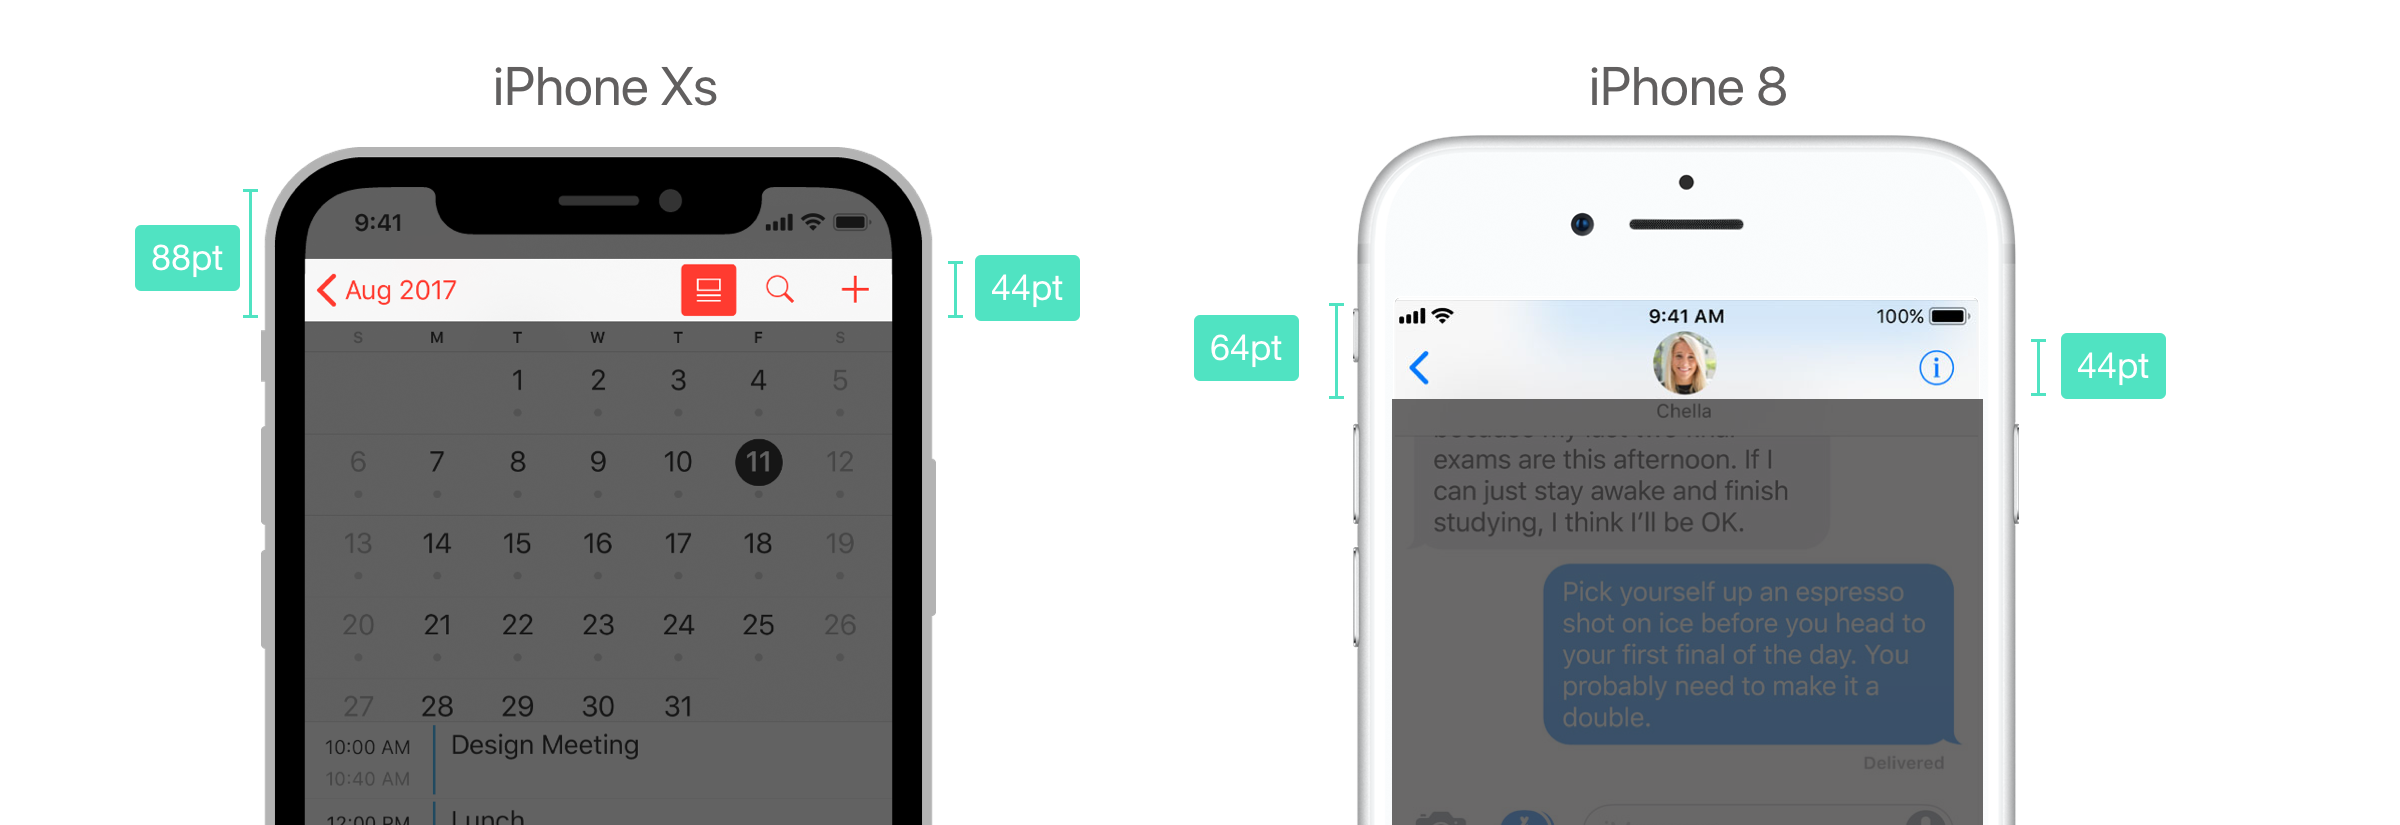 iPhone Xs
iPhone 8
88pt
44pt
9:41
Aug 2017
S M T W T F S
1 2 3 4 5
6 7 8 9 10 11 12
13 14 15 16 17 18 19
20 21 22 23 24 25 26
27 28 29 30 31
10:00 AM Design Meeting
10:40 AM
12:00 PM Lunch
64pt
44pt
9:41 AM 100%
Chella
because my last two final
exams are this afternoon. If I
can just stay awake and finish
studying, I think I'll be OK.
Pick yourself up an espresso
shot on ice before you head to
your first final of the day. You
probably need to make it a
double.
Delivered